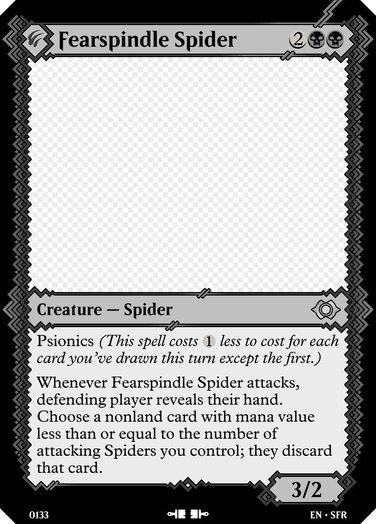 Fearspindle Spider 2
Creature — Spider
Psionics (This spell costs 1 less to cost for each
card you've drawn this turn except the first.)
Whenever Fearspindle Spider attacks,
defending player reveals their hand.
Choose a nonland card with mana value
less than or equal to the number of
attacking Spiders you control; they discard
that card.
3/2
0133 EN • SFR